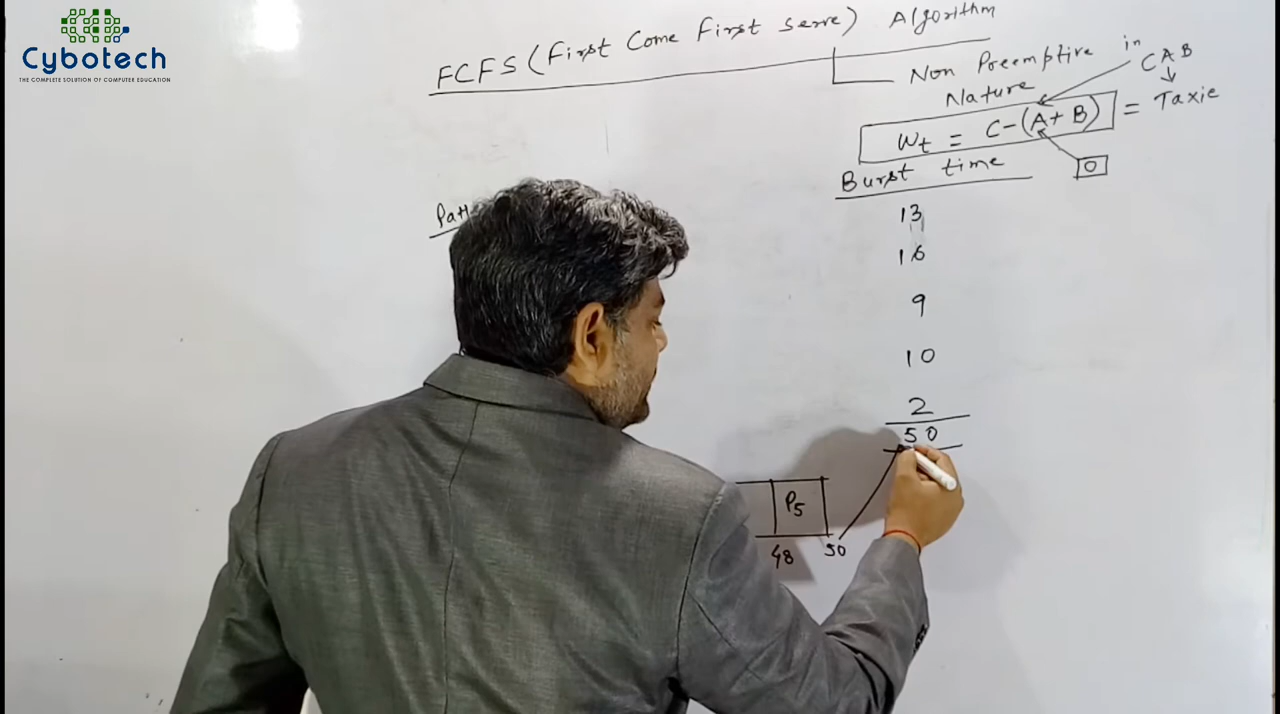 Cybotech
THE COMPLETE SOLUTION OF COMPUTER EDUCATION
FCFS (First Come First Serve) Algorithm
Non Preemptive
Nature
in
CAB
Wt = C-(A+B) = Taxie
0
Burst time
13
16
9
10
2
50
P5
48 50